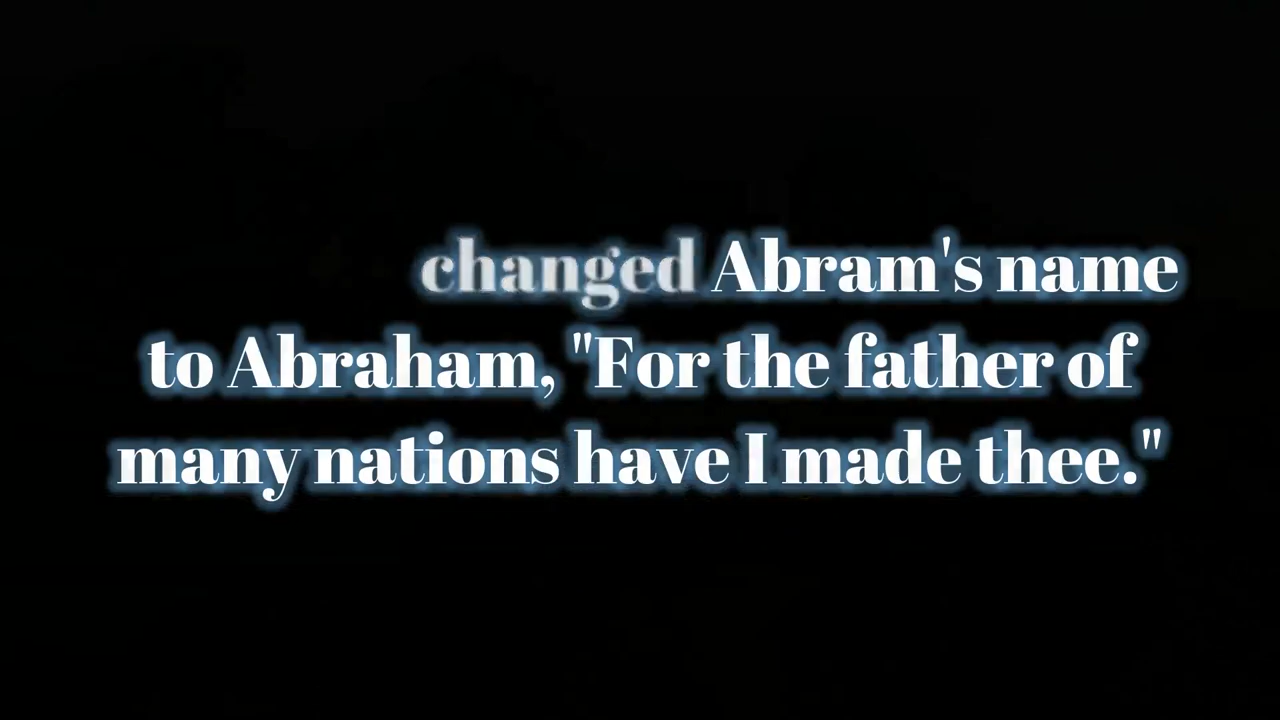 changed Abram's name
to Abraham, "For the father of
many nations have I made thee."